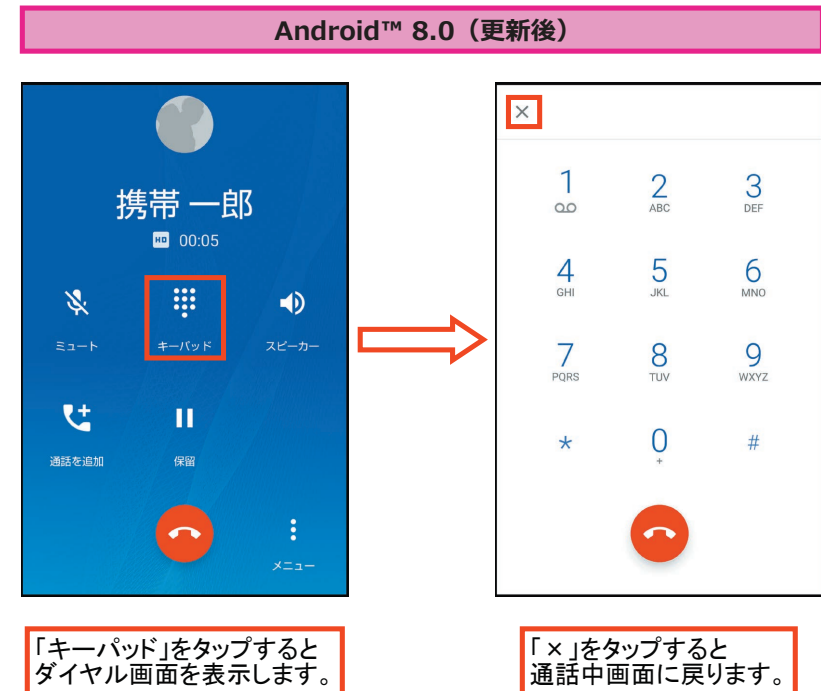 Android™ 8.0（更新後）
携帯 一郎
HD 00:05
ミュート キーパッド スピーカー
通話を追加 保留
メニュー
「キーパッド」をタップすると
ダイヤル画面を表示します。
×
1 2 3
ABC DEF
4 5 6
GHI JKL MNO
7 8 9
PQRS TUV WXYZ
* 0 #
+
「×」をタップすると
通話中画面に戻ります。